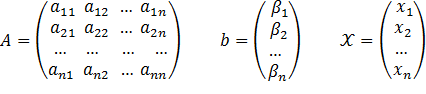 A = ( a₁₁ a₁₂ … a₁ₙ
a₂₁ a₂₂ … a₂ₙ
… … … …
aₙ₁ aₙ₂ … aₙₙ )
b = ( β₁
β₂
…
βₙ )
𝒳 = ( x₁
x₂
…
xₙ )